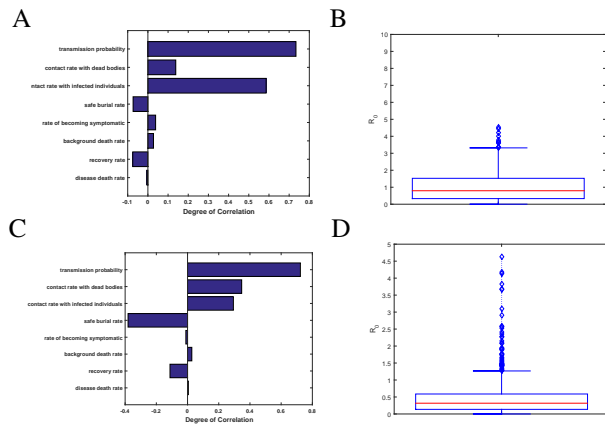 A
transmission probability
contact rate with dead bodies
ntact rate with infected individuals
safe burial rate
rate of becoming symptomatic
background death rate
recovery rate
disease death rate
-0.1 0 0.1 0.2 0.3 0.4 0.5 0.6 0.7 0.8
Degree of Correlation
B
10
9
8
7
6
5
4
3
2
1
0
R0
C
transmission probability
contact rate with dead bodies
contact rate with infected individuals
safe burial rate
rate of becoming symptomatic
background death rate
recovery rate
disease death rate
-0.4 -0.2 0 0.2 0.4 0.6 0.8
Degree of Correlation
D
5
4.5
4
3.5
3
2.5
2
1.5
1
0.5
0
R0